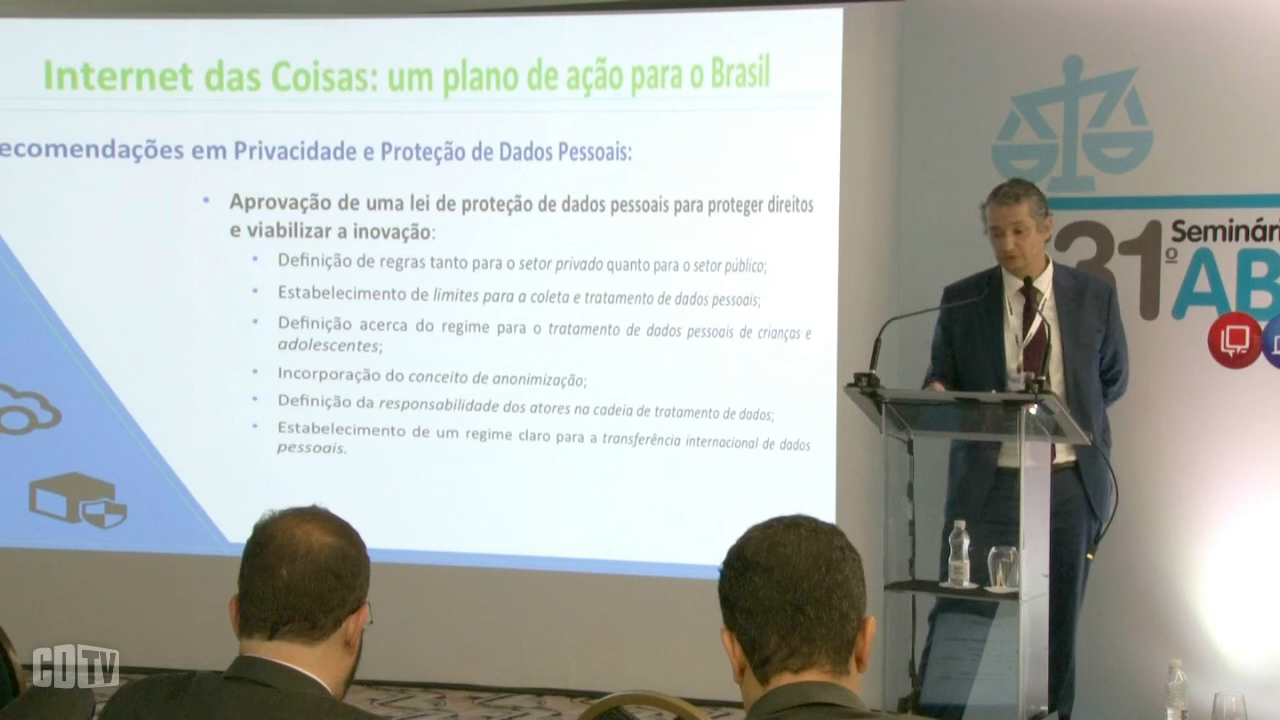 Internet das Coisas: um plano de ação para o Brasil
ecomendações em Privacidade e Proteção de Dados Pessoais:
• Aprovação de uma lei de proteção de dados pessoais para proteger direitos
e viabilizar a inovação:
• Definição de regras tanto para o setor privado quanto para o setor público;
• Estabelecimento de limites para a coleta e tratamento de dados pessoais;
• Definição acerca do regime para o tratamento de dados pessoais de crianças e
adolescentes;
• Incorporação do conceito de anonimização;
• Definição da responsabilidade dos atores na cadeia de tratamento de dados;
• Estabelecimento de um regime claro para a transferência internacional de dados
pessoais.
31º
Seminári
AB
CDTV